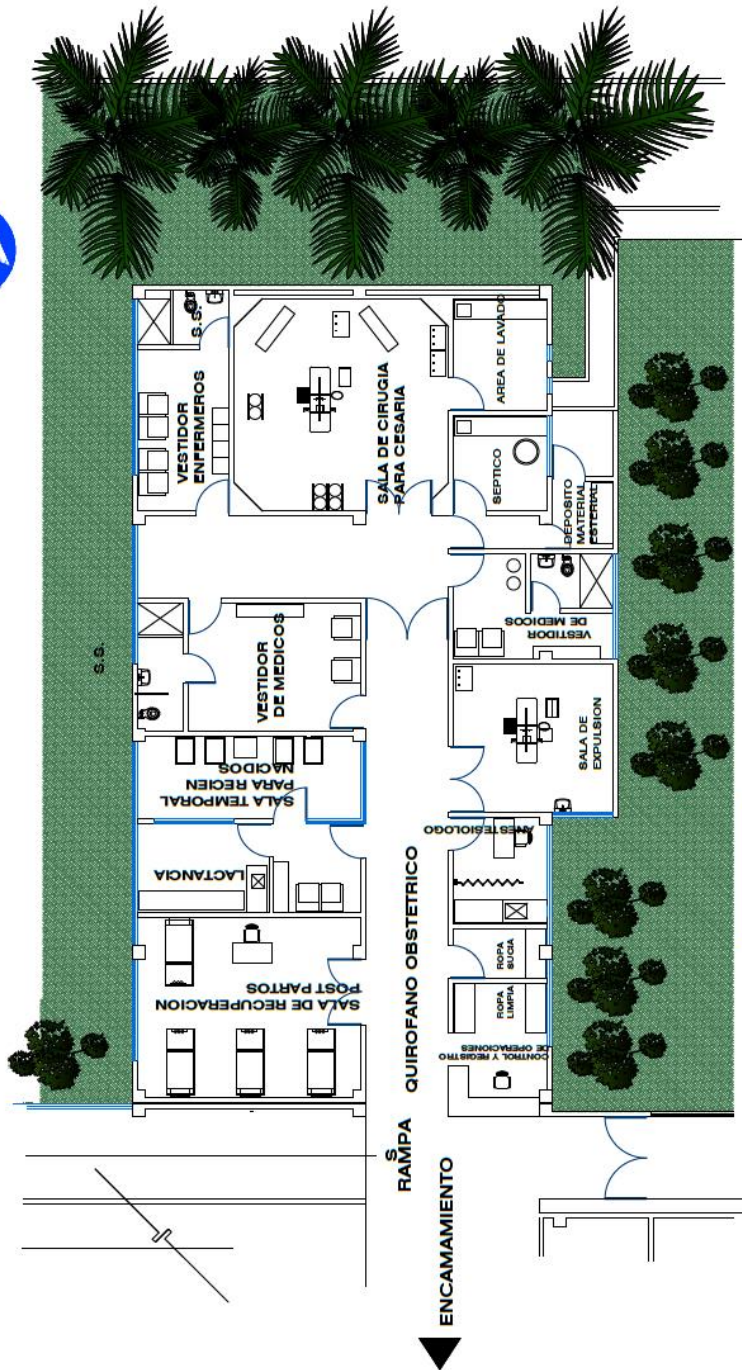 S.S.
VESTIDOR
ENFERMEROS
SALA DE CIRUGIA
PARA CESARIA
AREA DE LAVADO
SEPTICO
DEPOSITO
MATERIAL
ESTERIAL
S.S.
VESTIDOR
DE MEDICOS
VESTIDOR
DE MEDICOS
SALA TEMPORAL
PARA RECIEN
NACIDOS
SALA DE
EXPULSION
LACTANCIA
ANESTESIOLOGO
SALA DE RECUPERACION
POST PARTOS
QUIROFANO OBSTETRICO
ROPA
SUCIA
ROPA
LIMPIA
CONTROL Y REGISTRO
DE OPERACIONES
S
RAMPA
ENCAMAMIENTO